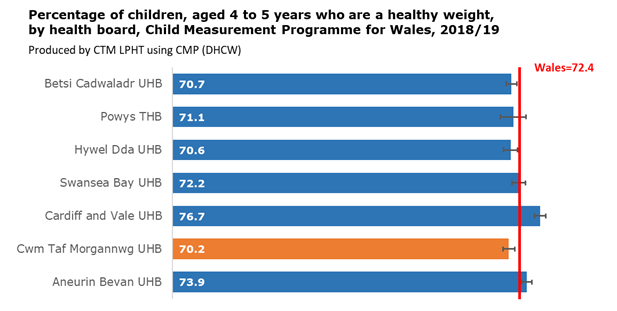 Percentage of children, aged 4 to 5 years who are a healthy weight,
by health board, Child Measurement Programme for Wales, 2018/19
Produced by CTM LPHT using CMP (DHCW)
Wales=72.4
Betsi Cadwaladr UHB 70.7
Powys THB 71.1
Hywel Dda UHB 70.6
Swansea Bay UHB 72.2
Cardiff and Vale UHB 76.7
Cwm Taf Morgannwg UHB 70.2
Aneurin Bevan UHB 73.9